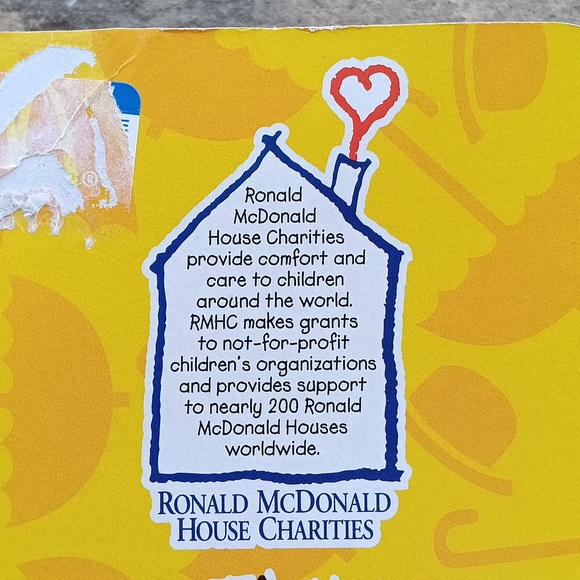 ®
Ronald
McDonald
House Charities
provide comfort and
care to children
around the world.
RMHC makes grants
to not-for-profit
children's organizations
and provides support
to nearly 200 Ronald
McDonald Houses
worldwide.
RONALD MCDONALD
HOUSE CHARITIES